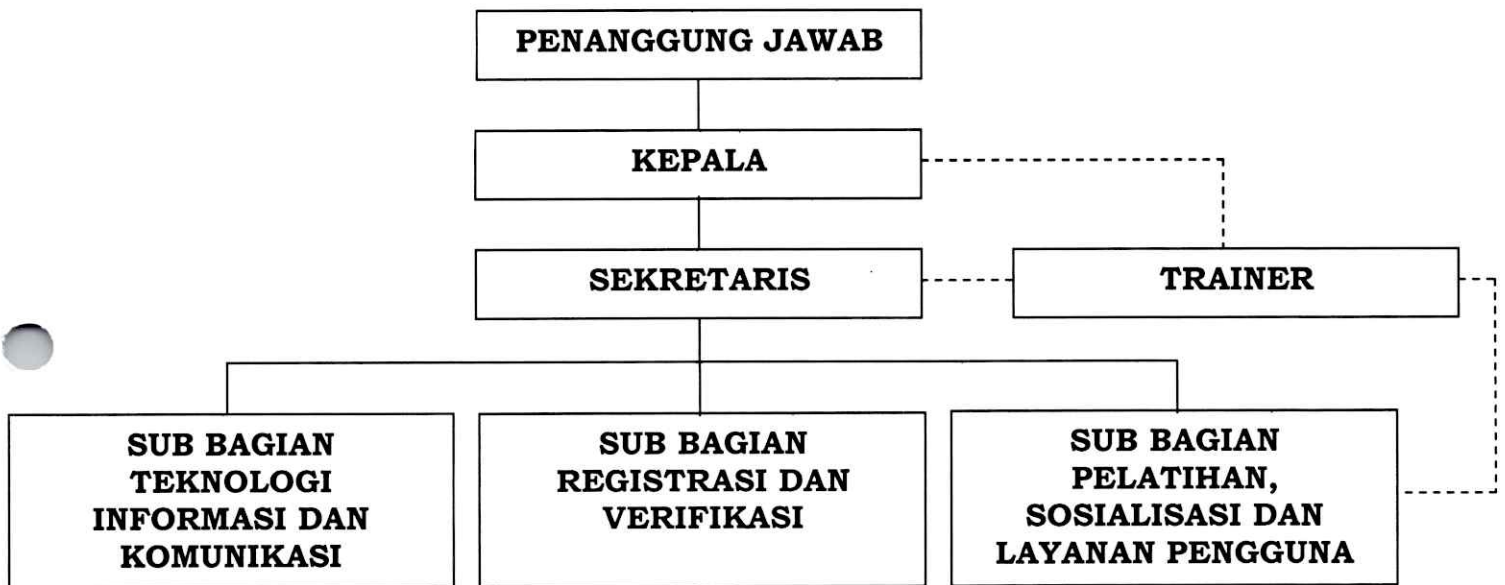 PENANGGUNG JAWAB
KEPALA
SEKRETARIS
TRAINER
SUB BAGIAN
TEKNOLOGI
INFORMASI DAN
KOMUNIKASI
SUB BAGIAN
REGISTRASI DAN
VERIFIKASI
SUB BAGIAN
PELATIHAN,
SOSIALISASI DAN
LAYANAN PENGGUNA